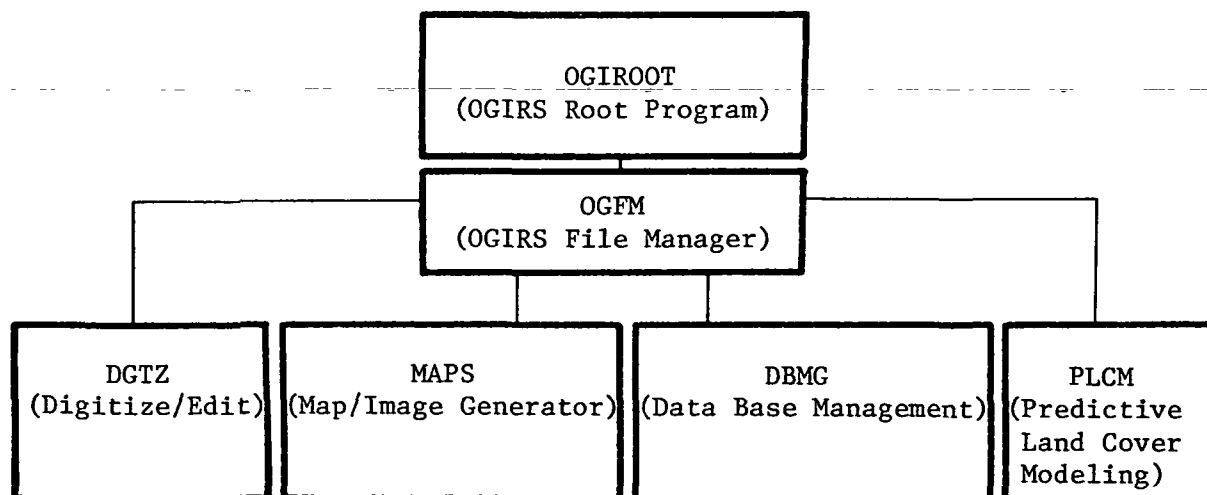 OGIROOT
(OGIRS Root Program)
OGFM
(OGIRS File Manager)
DGTZ
(Digitize/Edit)
MAPS
(Map/Image Generator)
DBMG
(Data Base Management)
PLCM
(Predictive
Land Cover
Modeling)